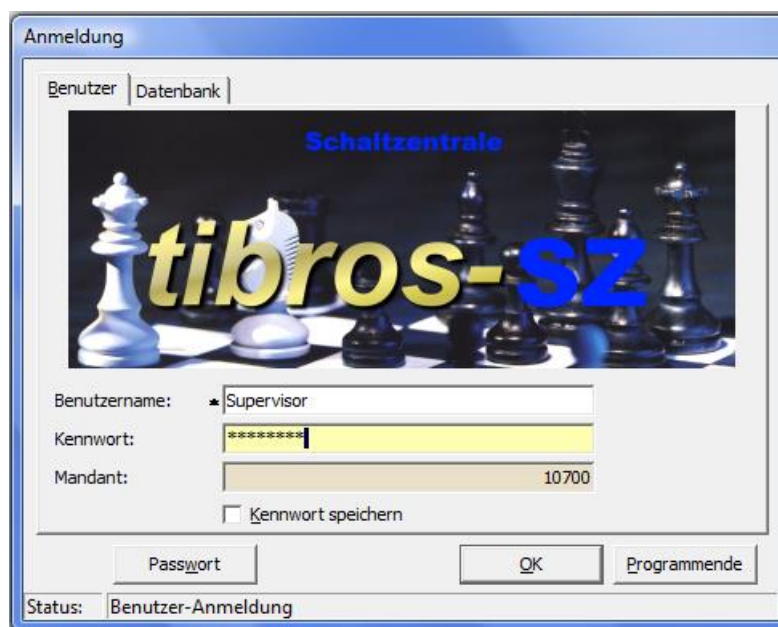 Anmeldung
Benutzer Datenbank
Schaltzentrale
tibros-SZ
Benutzername: * Supervisor
Kennwort: ********
Mandant: 10700
Kennwort speichern
Passwort OK Programmende
Status: Benutzer-Anmeldung